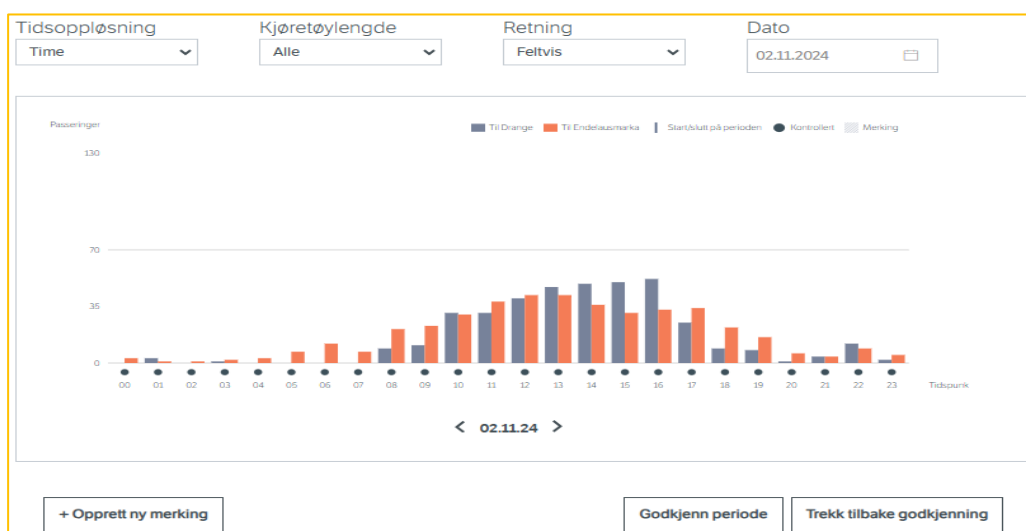 Tidsoppløsning Kjøretøylengde Retning Dato
Time Alle Feltvis 02.11.2024
Passeringer Til Drange Til Endelausmarka Start/slutt på perioden Kontrollert Merking
130
70
35
0
00 01 02 03 04 05 06 07 08 09 10 11 12 13 14 15 16 17 18 19 20 21 22 23 Tidspunk
< 02.11.24 >
+ Opprett ny merking Godkjenn periode Trekk tilbake godkjenning